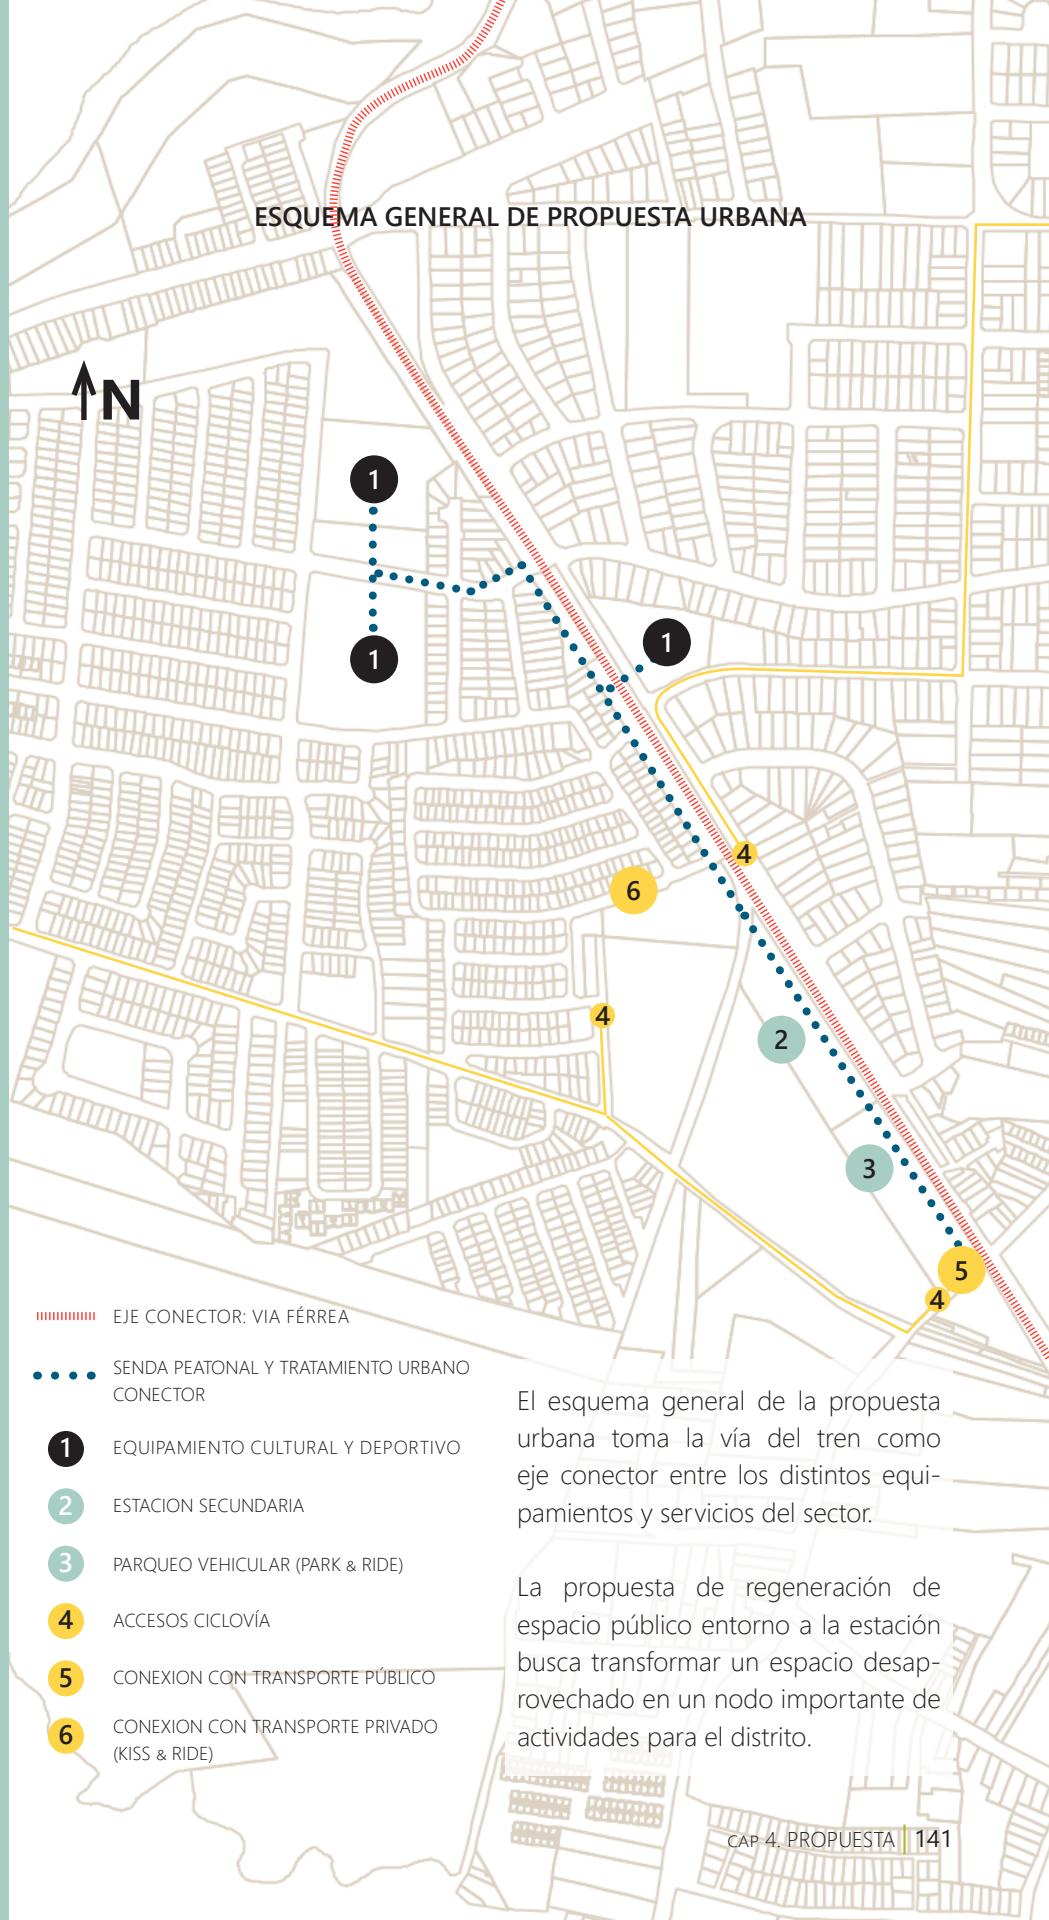 ESQUEMA GENERAL DE PROPUESTA URBANA
N
1
1
1
4
6
4
2
3
5
4
EJE CONECTOR: VIA FÉRREA
SENDA PEATONAL Y TRATAMIENTO URBANO
CONECTOR
1 EQUIPAMIENTO CULTURAL Y DEPORTIVO
2 ESTACION SECUNDARIA
3 PARQUEO VEHICULAR (PARK & RIDE)
4 ACCESOS CICLOVÍA
5 CONEXION CON TRANSPORTE PÚBLICO
6 CONEXION CON TRANSPORTE PRIVADO
(KISS & RIDE)
El esquema general de la propuesta
urbana toma la vía del tren como
eje conector entre los distintos equi-
pamientos y servicios del sector.
La propuesta de regeneración de
espacio público entorno a la estación
busca transformar un espacio desap-
rovechado en un nodo importante de
actividades para el distrito.
CAP 4. PROPUESTA 141